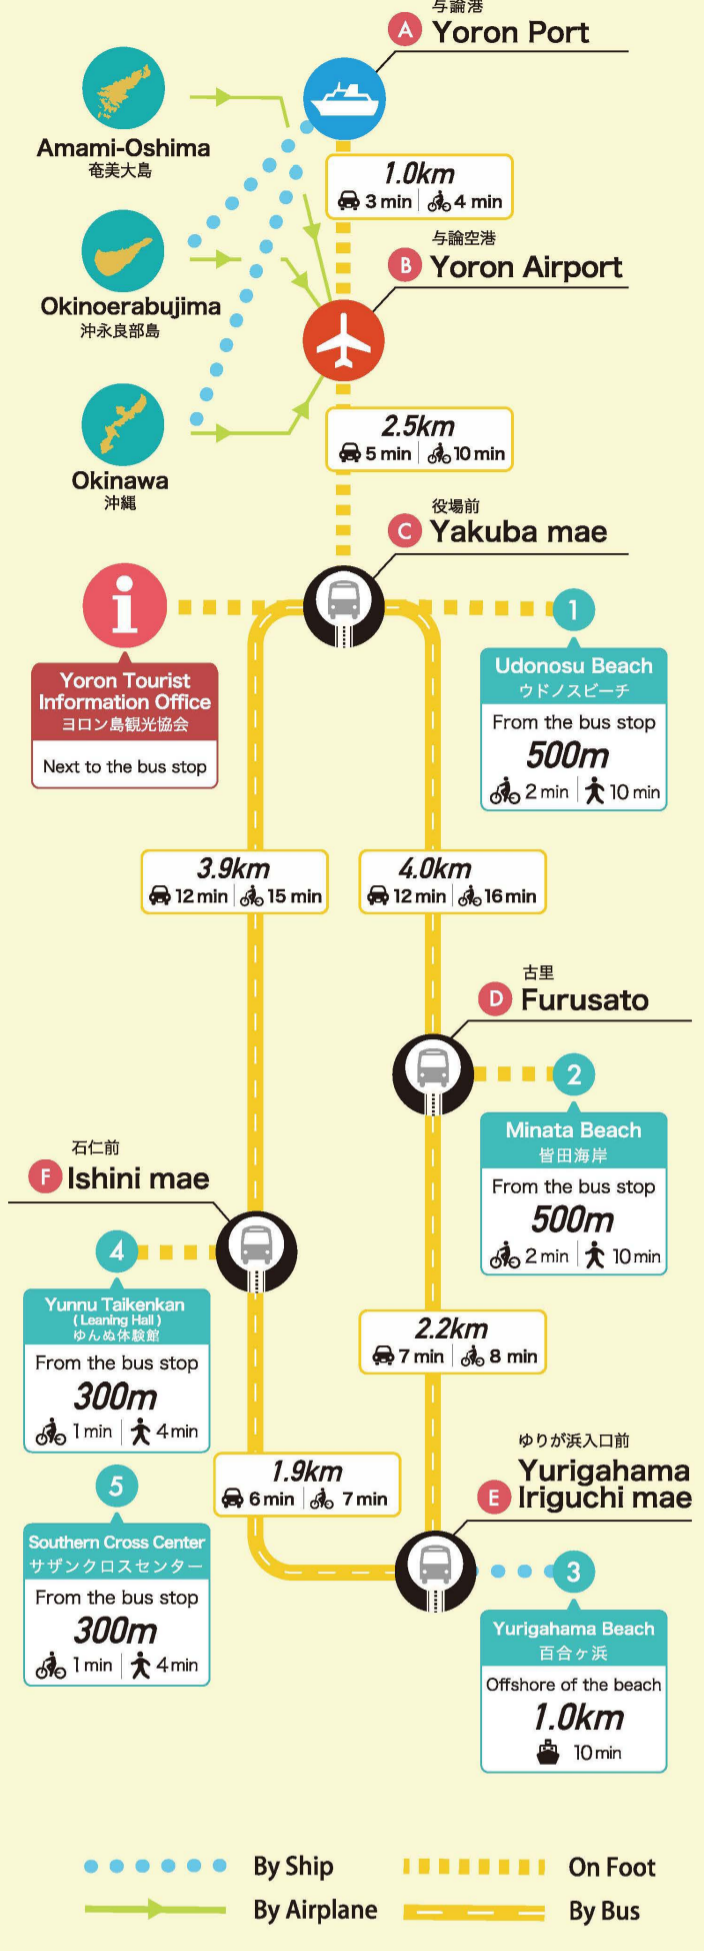 与論港
A Yoron Port
Amami-Oshima
奄美大島
1.0km
3 min 4 min
与論空港
B Yoron Airport
Okinoerabujima
沖永良部島
2.5km
5 min 10 min
Okinawa
沖縄
役場前
C Yakuba mae
i
Yoron Tourist
Information Office
ヨロン島観光協会
Next to the bus stop
1
Udonosu Beach
ウドノスビーチ
From the bus stop
500m
2 min 10 min
3.9km
12 min 15 min
4.0km
12 min 16 min
古里
D Furusato
2
Minata Beach
皆田海岸
From the bus stop
500m
2 min 10 min
石仁前
F Ishini mae
4
Yunnu Taikenkan
( Leaning Hall )
ゆんぬ体験館
From the bus stop
300m
1 min 4 min
2.2km
7 min 8 min
1.9km
6 min 7 min
ゆりが浜入口前
E Yurigahama
Iriguchi mae
5
Southern Cross Center
サザンクロスセンター
From the bus stop
300m
1 min 4 min
3
Yurigahama Beach
百合ヶ浜
Offshore of the beach
1.0km
10 min
By Ship
On Foot
By Airplane
By Bus